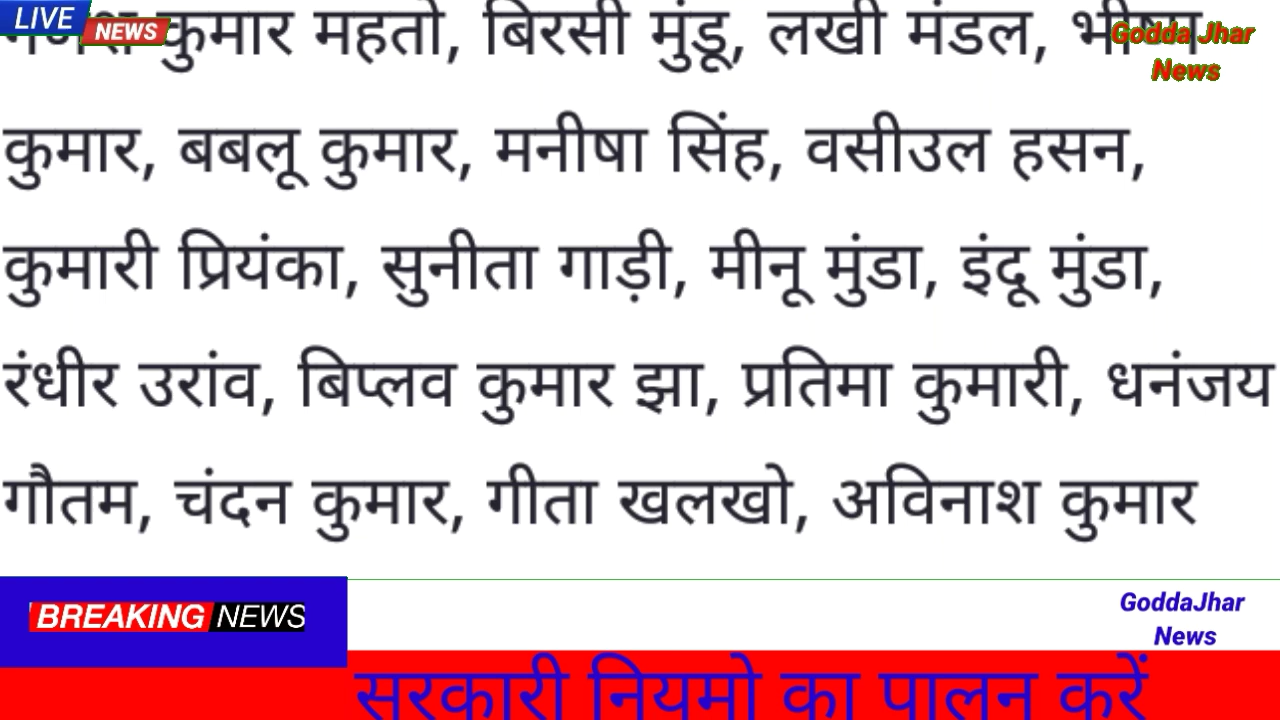 LIVE
NEWS
कुमार महतो, बिरसी मुंडू, लखी मंडल,
Godda Jhar
News
कुमार, बबलू कुमार, मनीषा सिंह, वसीउल हसन,
कुमारी प्रियंका, सुनीता गाड़ी, मीनू मुंडा, इंदू मुंडा,
रंधीर उरांव, बिप्लव कुमार झा, प्रतिमा कुमारी, धनंजय
गौतम, चंदन कुमार, गीता खलखो, अविनाश कुमार
BREAKING NEWS
GoddaJhar
News
सरकारी नियमो का पालन करें